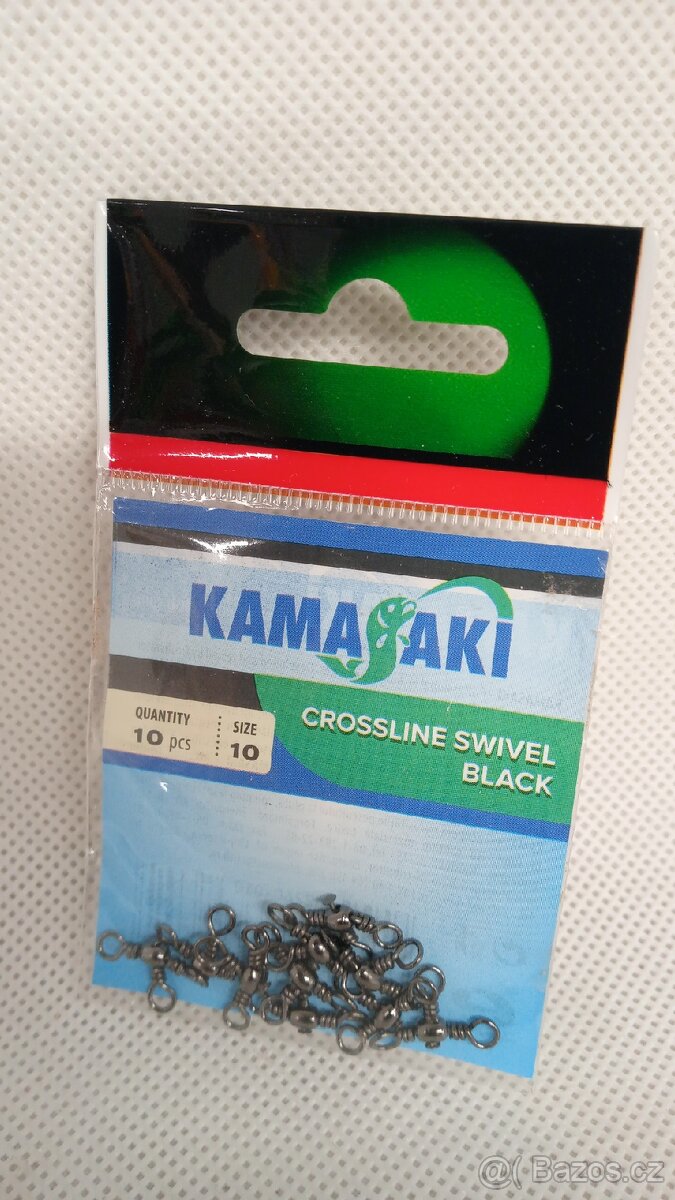 KAMASAKI
QUANTITY
10 pcs
SIZE
10
CROSSLINE SWIVEL
BLACK
@( Bazos.cz